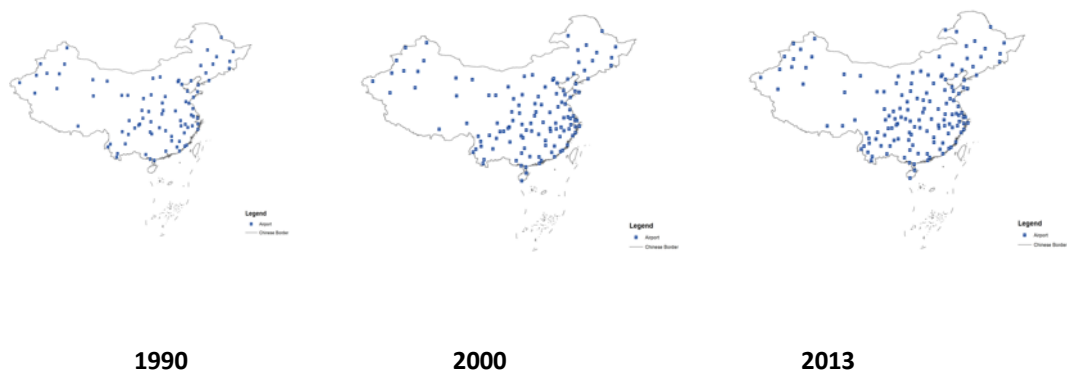 Legend
Airport
Chinese Border
Legend
Airport
Chinese Border
Legend
Airport
Chinese Border
1990
2000
2013